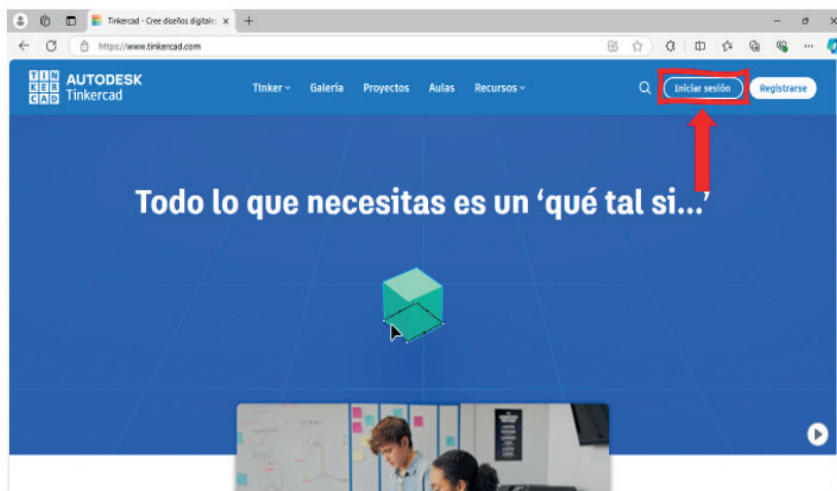 Tinkercad - Cree diseños digitale
https://www.tinkercad.com
TIN
KER
CAD
AUTODESK
Tinkercad
Tinker
Galería
Proyectos
Aulas
Recursos
Iniciar sesión
Registrarse
Todo lo que necesitas es un ‘qué tal si...’